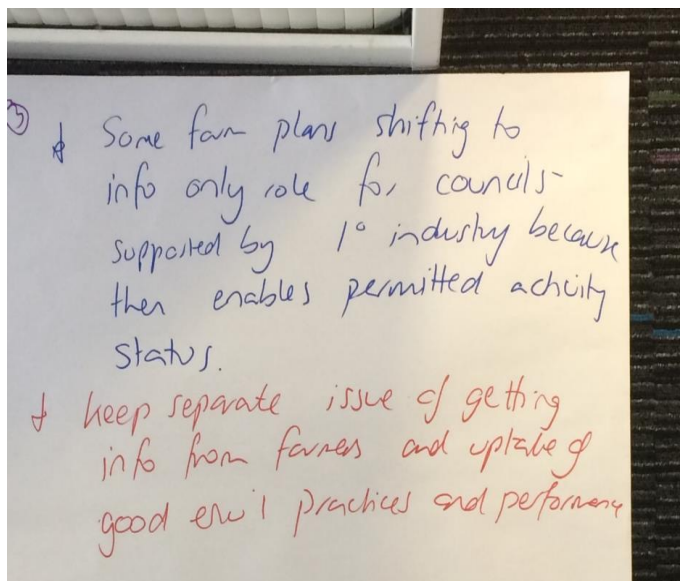 ③ Some farm plans shifting to
info only role for councils -
supported by 1° industry because
then enables permitted activity
status.
keep separate issue of getting
info from farmers and uptake of
good env'l practices and performance